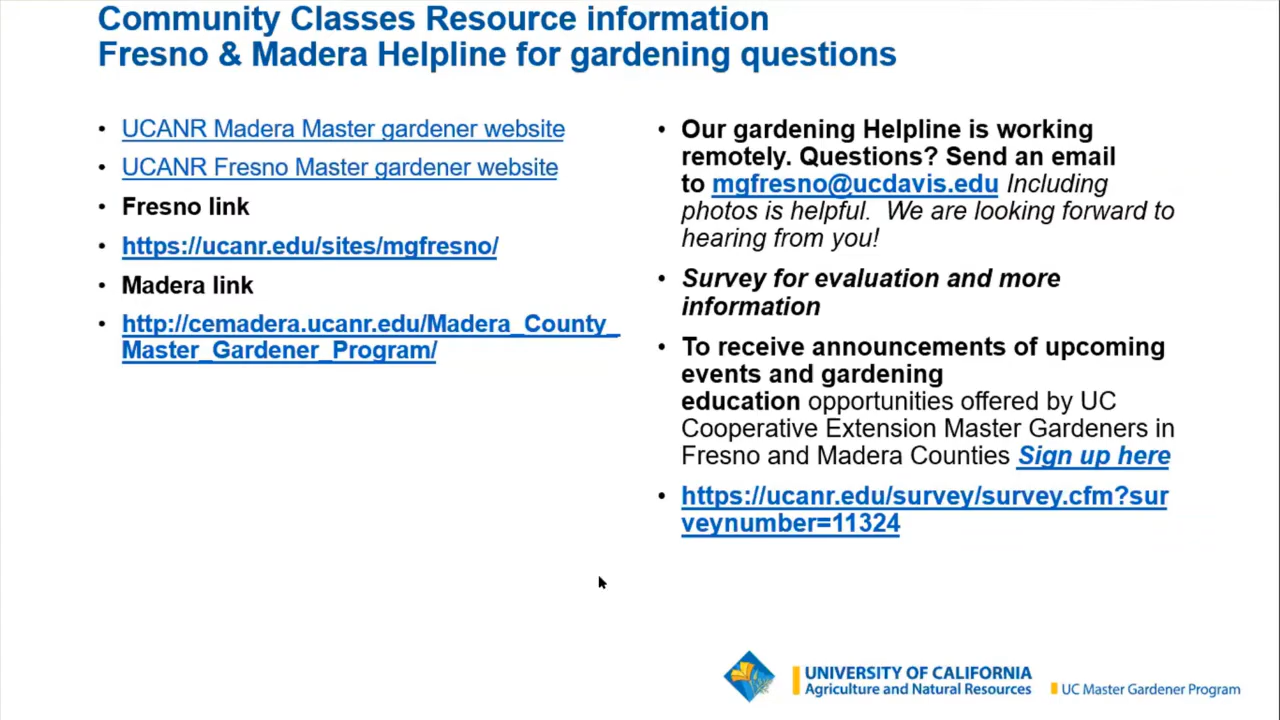 Community Classes Resource information
Fresno & Madera Helpline for gardening questions
• UCANR Madera Master gardener website
• UCANR Fresno Master gardener website
• Fresno link
• https://ucanr.edu/sites/mgfresno/
• Madera link
• http://cemadera.ucanr.edu/Madera_County_
Master_Gardener_Program/
• Our gardening Helpline is working
remotely. Questions? Send an email
to mgfresno@ucdavis.edu Including
photos is helpful.  We are looking forward to
hearing from you!
• Survey for evaluation and more
information
• To receive announcements of upcoming
events and gardening
education opportunities offered by UC
Cooperative Extension Master Gardeners in
Fresno and Madera Counties Sign up here
• https://ucanr.edu/survey/survey.cfm?sur
veynumber=11324
UNIVERSITY OF CALIFORNIA
Agriculture and Natural Resources
UC Master Gardener Program